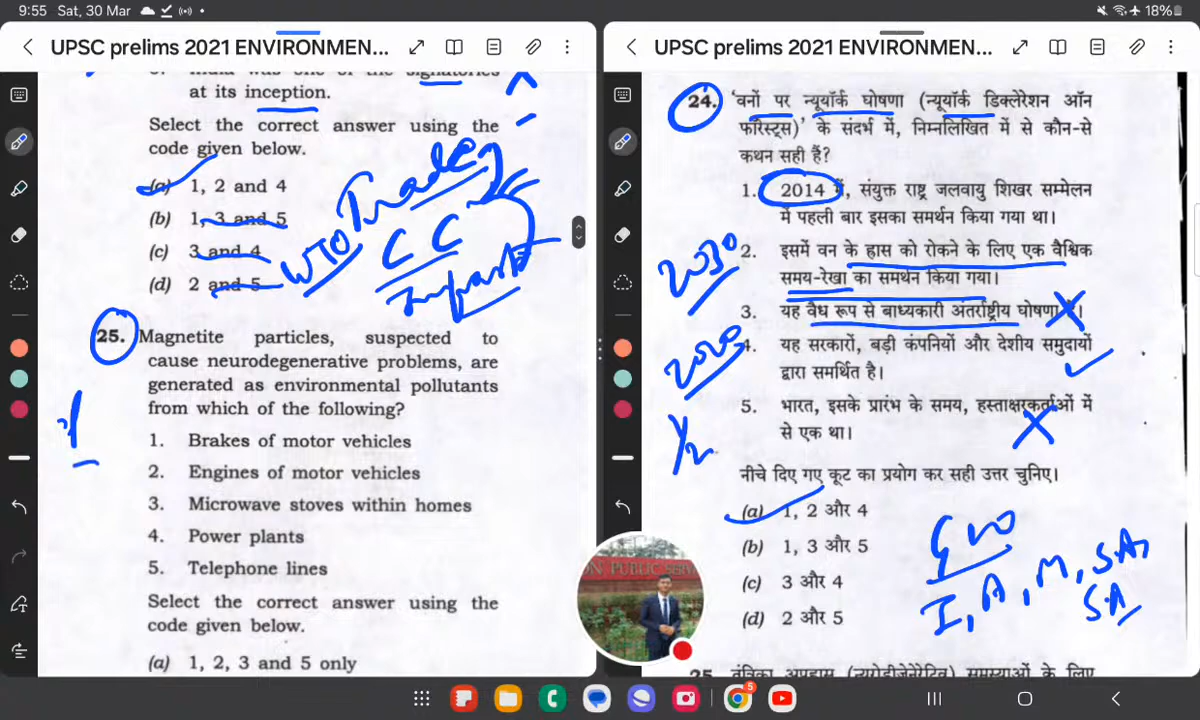 9:55 Sat, 30 Mar
18%
UPSC prelims 2021 ENVIRONMEN...
at its inception.
Select the correct answer using the
code given below.
(a) 1, 2 and 4
(b) 1, 3 and 5
(c) 3 and 4
(d) 2 and 5
Trade
WTO
CC
Impacts
25. Magnetite particles, suspected to
cause neurodegenerative problems, are
generated as environmental pollutants
from which of the following?
1. Brakes of motor vehicles
2. Engines of motor vehicles
3. Microwave stoves within homes
4. Power plants
5. Telephone lines
Select the correct answer using the
code given below.
(a) 1, 2, 3 and 5 only
UPSC prelims 2021 ENVIRONMEN...
24. 'वनों पर न्यूयॉर्क घोषणा (न्यूयॉर्क डिक्लेरेशन ऑन
फॉरेस्ट्स)' के संदर्भ में, निम्नलिखित में से कौन-से
कथन सही हैं?
1. 2014 में, संयुक्त राष्ट्र जलवायु शिखर सम्मेलन
में पहली बार इसका समर्थन किया गया था।
2. इसमें वन के ह्रास को रोकने के लिए एक वैश्विक
समय-रेखा का समर्थन किया गया।
3. यह वैध रूप से बाध्यकारी अंतर्राष्ट्रीय घोषणा है।
4. यह सरकारों, बड़ी कंपनियों और देशीय समुदायों
द्वारा समर्थित है।
5. भारत, इसके प्रारंभ के समय, हस्ताक्षरकर्ताओं में
से एक था।
2030
2020
1/2
नीचे दिए गए कूट का प्रयोग कर सही उत्तर चुनिए।
(a) 1, 2 और 4
(b) 1, 3 और 5
(c) 3 और 4
(d) 2 और 5
I, A, M, S.A,
S.A
ON PUBLIC SERV
5